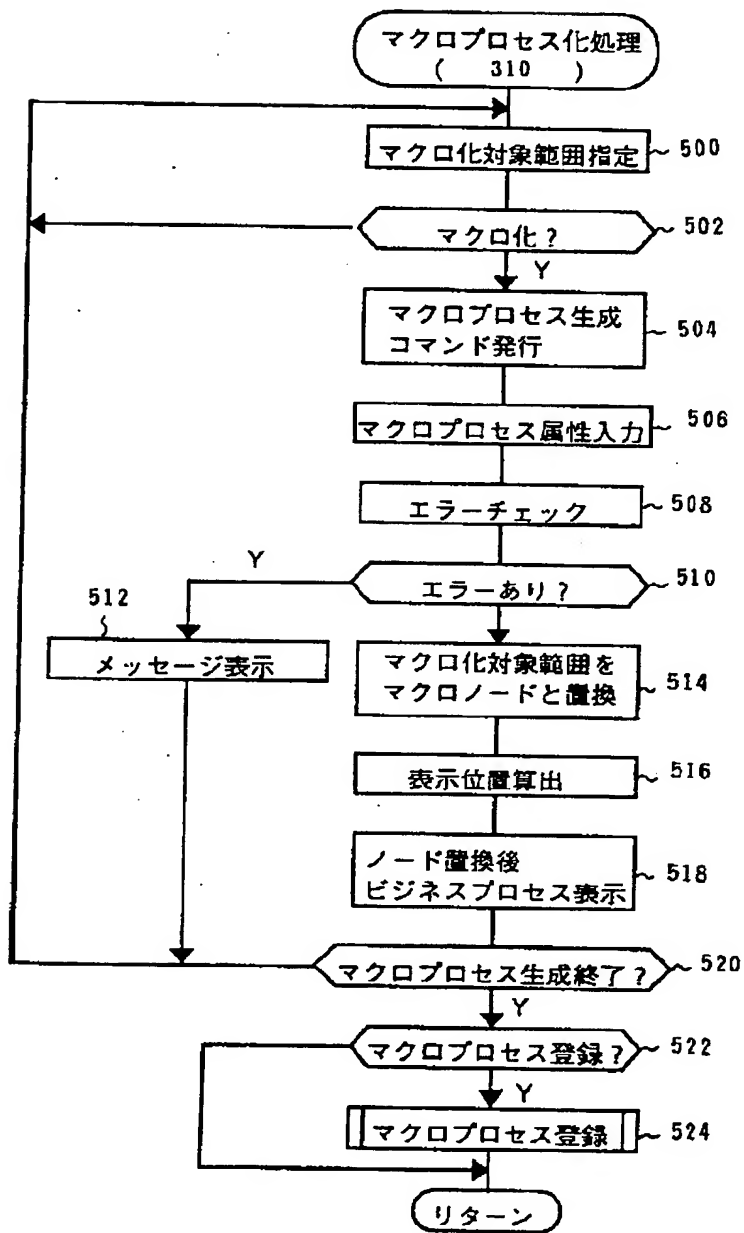 マクロプロセス化処理
( 310 )
マクロ化対象範囲指定
500
マクロ化?
502
Y
マクロプロセス生成
コマンド発行
504
マクロプロセス属性入力
506
エラーチェック
508
エラーあり?
510
Y
512
メッセージ表示
マクロ化対象範囲を
マクロノードと置換
514
表示位置算出
516
ノード置換後
ビジネスプロセス表示
518
マクロプロセス生成終了?
520
Y
マクロプロセス登録?
522
Y
マクロプロセス登録
524
リターン